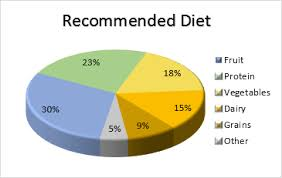 Recommended Diet
23%
18%
15%
9%
5%
30%
Fruit
Protein
Vegetables
Dairy
Grains
Other